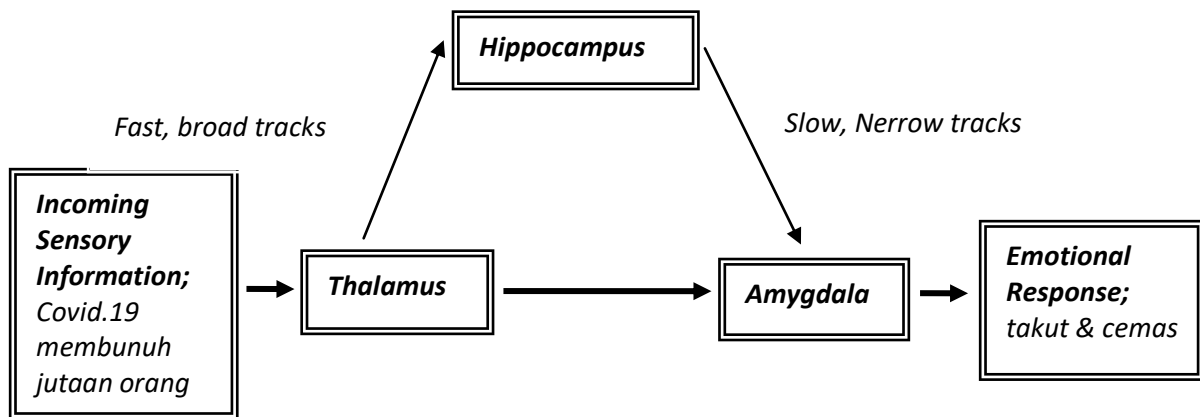 Hippocampus
Fast, broad tracks
Slow, Nerrow tracks
Incoming
Sensory
Information;
Covid.19
membunuh
jutaan orang
Thalamus
Amygdala
Emotional
Response;
takut & cemas